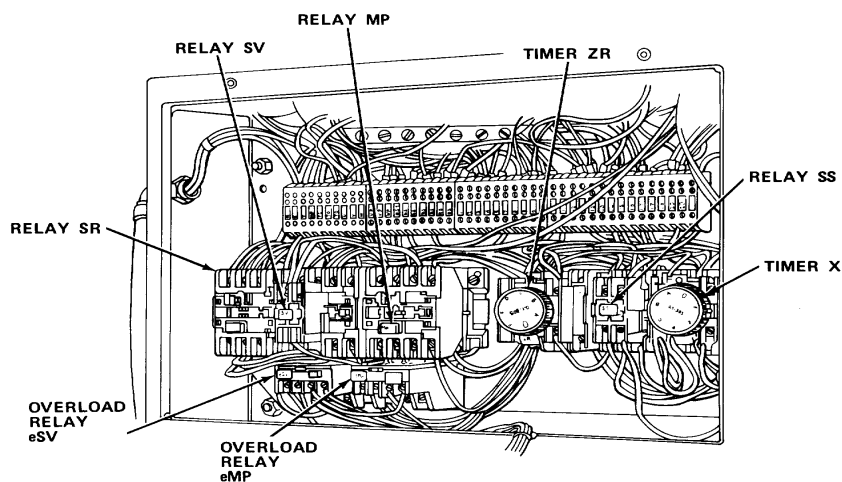 RELAY MP
RELAY SV
TIMER ZR
RELAY SS
RELAY SR
TIMER X
OVERLOAD
RELAY
eSV
OVERLOAD
RELAY
eMP